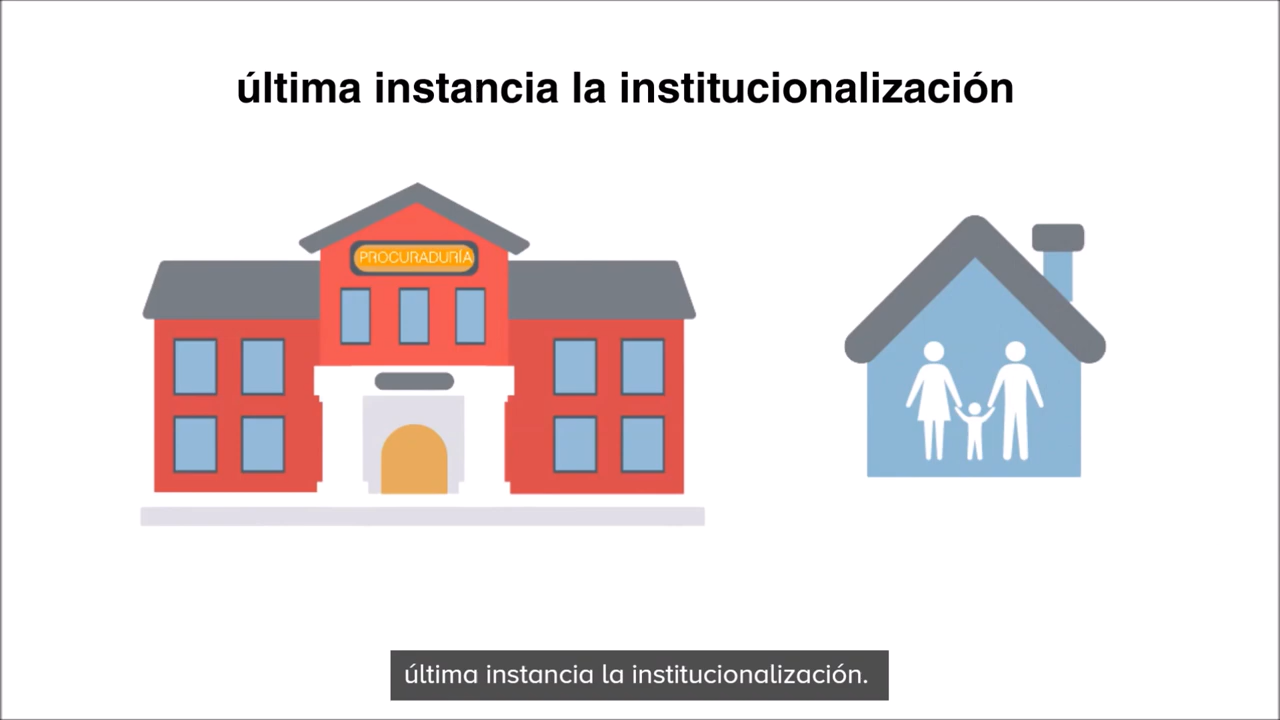 última instancia la institucionalización
PROCURADURÍA
última instancia la institucionalización.